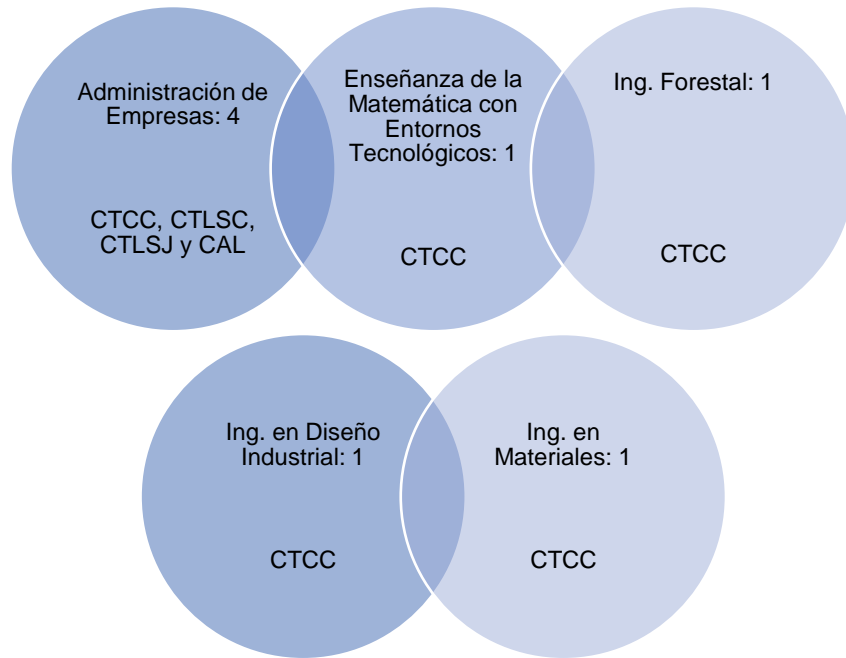 Administración de
Empresas: 4
CTCC, CTLSC,
CTLSJ y CAL
Enseñanza de la
Matemática con
Entornos
Tecnológicos: 1
CTCC
Ing. Forestal: 1
CTCC
Ing. en Diseño
Industrial: 1
CTCC
Ing. en
Materiales: 1
CTCC